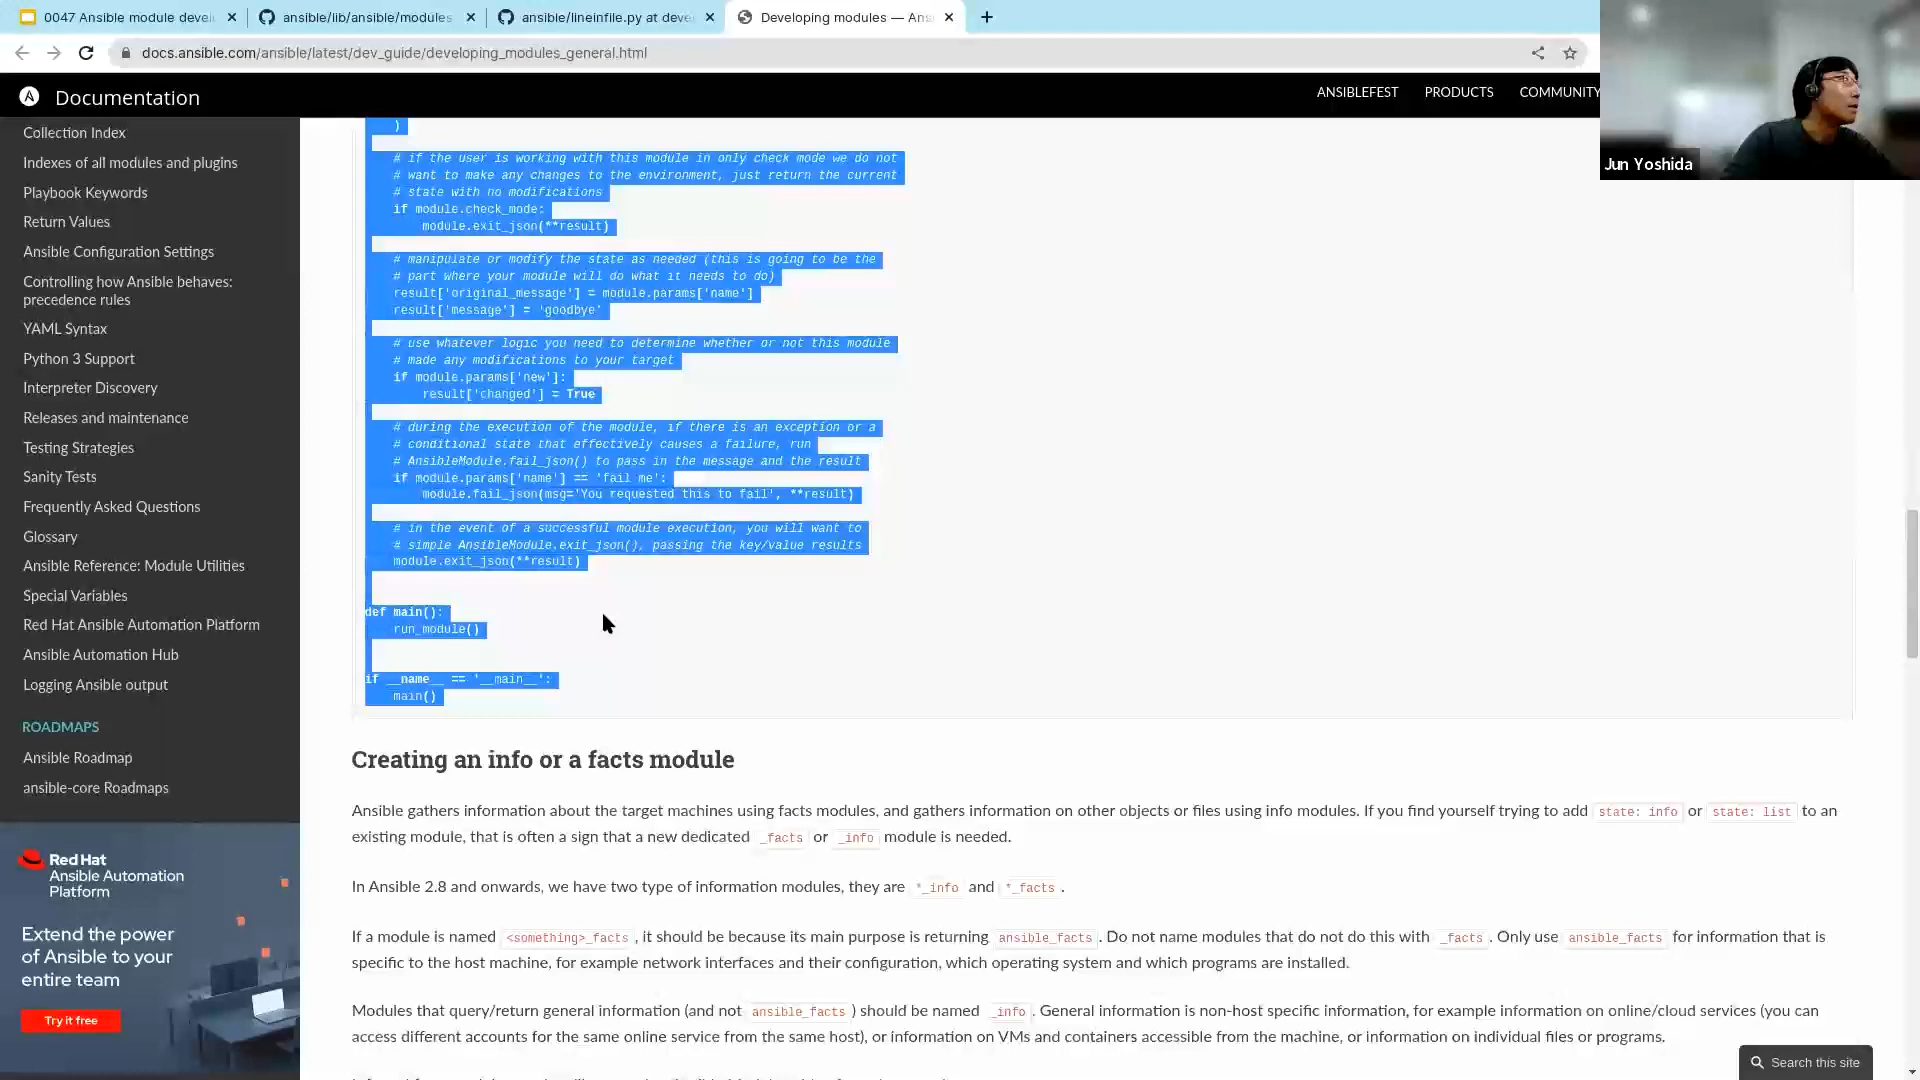 0047 Ansible module devel
ansible/lib/ansible/modules
ansible/lineinfile.py at deve
Developing modules — Ans
docs.ansible.com/ansible/latest/dev_guide/developing_modules_general.html
Documentation
ANSIBLEFEST PRODUCTS COMMUNITY
Jun Yoshida
Collection Index
Indexes of all modules and plugins
Playbook Keywords
Return Values
Ansible Configuration Settings
Controlling how Ansible behaves:
precedence rules
YAML Syntax
Python 3 Support
Interpreter Discovery
Releases and maintenance
Testing Strategies
Sanity Tests
Frequently Asked Questions
Glossary
Ansible Reference: Module Utilities
Special Variables
Red Hat Ansible Automation Platform
Ansible Automation Hub
Logging Ansible output
ROADMAPS
Ansible Roadmap
ansible-core Roadmaps
Red Hat
Ansible Automation
Platform
Extend the power
of Ansible to your
entire team
Try it free
)
# if the user is working with this module in only check mode we do not
# want to make any changes to the environment, just return the current
# state with no modifications
if module.check_mode:
module.exit_json(**result)
# manipulate or modify the state as needed (this is going to be the
# part where your module will do what it needs to do)
result['original_message'] = module.params['name']
result['message'] = 'goodbye'
# use whatever logic you need to determine whether or not this module
# made any modifications to your target
if module.params['new']:
result['changed'] = True
# during the execution of the module, if there is an exception or a
# conditional state that effectively causes a failure, run
# AnsibleModule.fail_json() to pass in the message and the result
if module.params['name'] == 'fail me':
module.fail_json(msg='You requested this to fail', **result)
# in the event of a successful module execution, you will want to
# simple AnsibleModule.exit_json(), passing the key/value results
module.exit_json(**result)
def main():
run_module()
if __name__ == '__main__':
main()
Creating an info or a facts module
Ansible gathers information about the target machines using facts modules, and gathers information on other objects or files using info modules. If you find yourself trying to add state: info or state: list to an
existing module, that is often a sign that a new dedicated _facts or _info module is needed.
In Ansible 2.8 and onwards, we have two type of information modules, they are *_info and *_facts .
If a module is named <something>_facts , it should be because its main purpose is returning ansible_facts . Do not name modules that do not do this with _facts . Only use ansible_facts for information that is
specific to the host machine, for example network interfaces and their configuration, which operating system and which programs are installed.
Modules that query/return general information (and not ansible_facts ) should be named _info . General information is non-host specific information, for example information on online/cloud services (you can
access different accounts for the same online service from the same host), or information on VMs and containers accessible from the machine, or information on individual files or programs.
Search this site